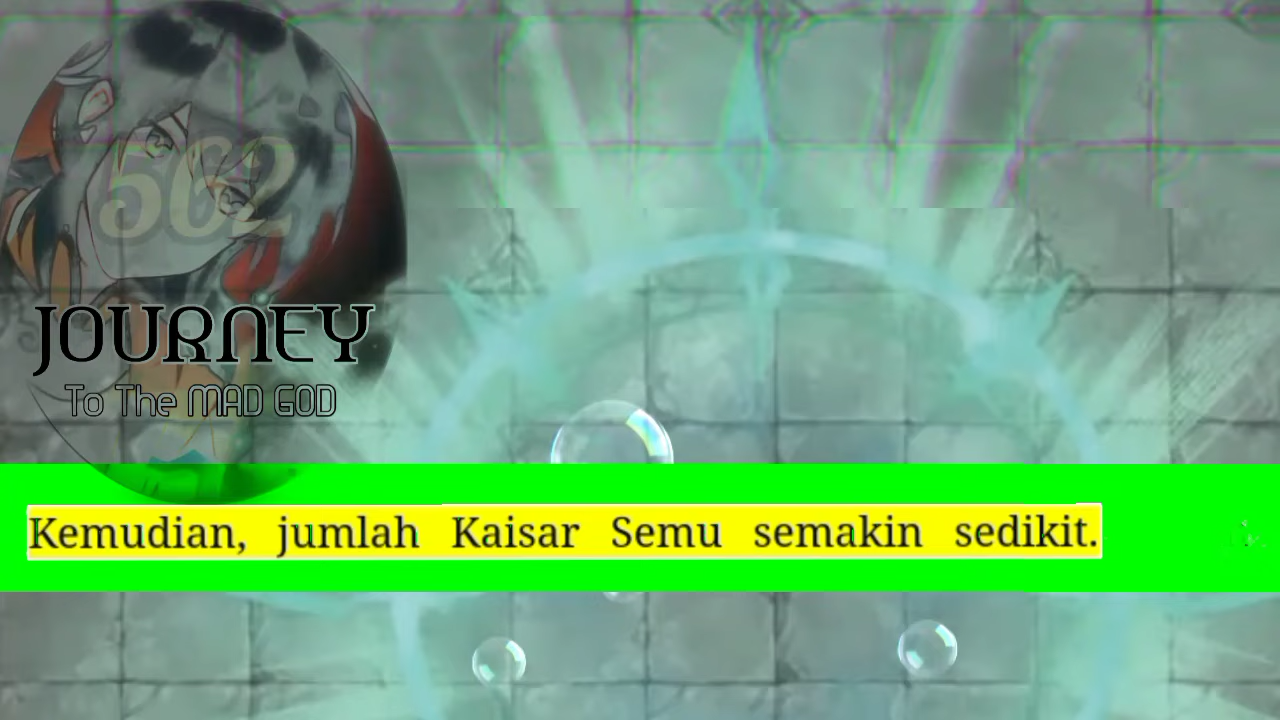 562
JOURNEY
To The MAD GOD
Kemudian, jumlah Kaisar Semu semakin sedikit.